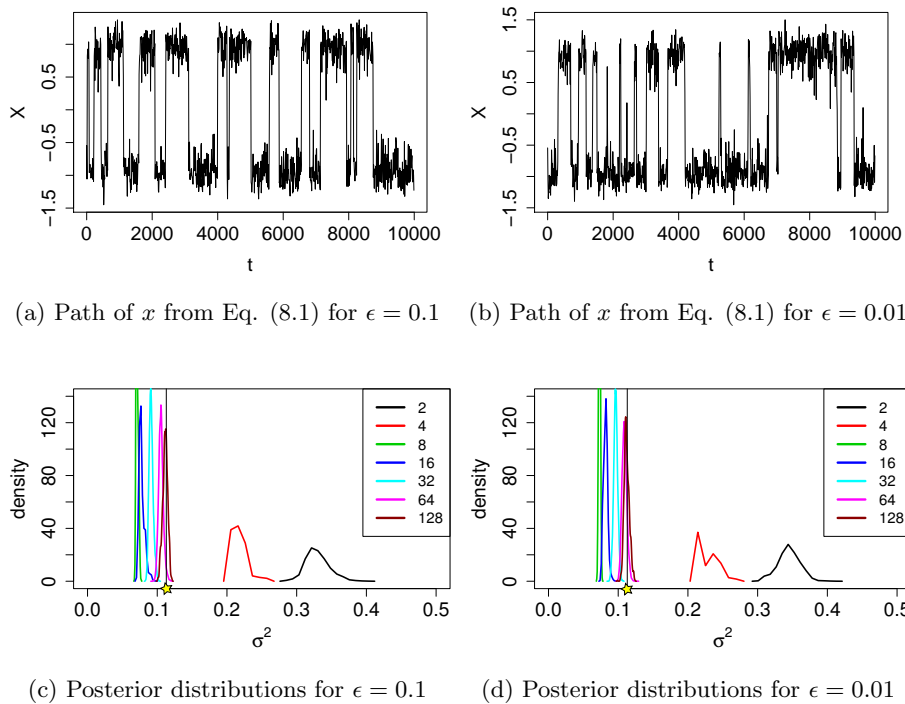 X
1.5
0.5
−0.5
−1.5
0 2000 4000 6000 8000 10000
t
X
1.5
0.5
−0.5
−1.5
0 2000 4000 6000 8000 10000
t
(a) Path of x from Eq. (8.1) for ϵ = 0.1
(b) Path of x from Eq. (8.1) for ϵ = 0.01
density
120
80
40
0
2
4
8
16
32
64
128
0.0 0.1 0.2 0.3 0.4 0.5
σ²
density
120
80
40
0
2
4
8
16
32
64
128
0.0 0.1 0.2 0.3 0.4
σ²
(c) Posterior distributions for ϵ = 0.1
(d) Posterior distributions for ϵ = 0.01